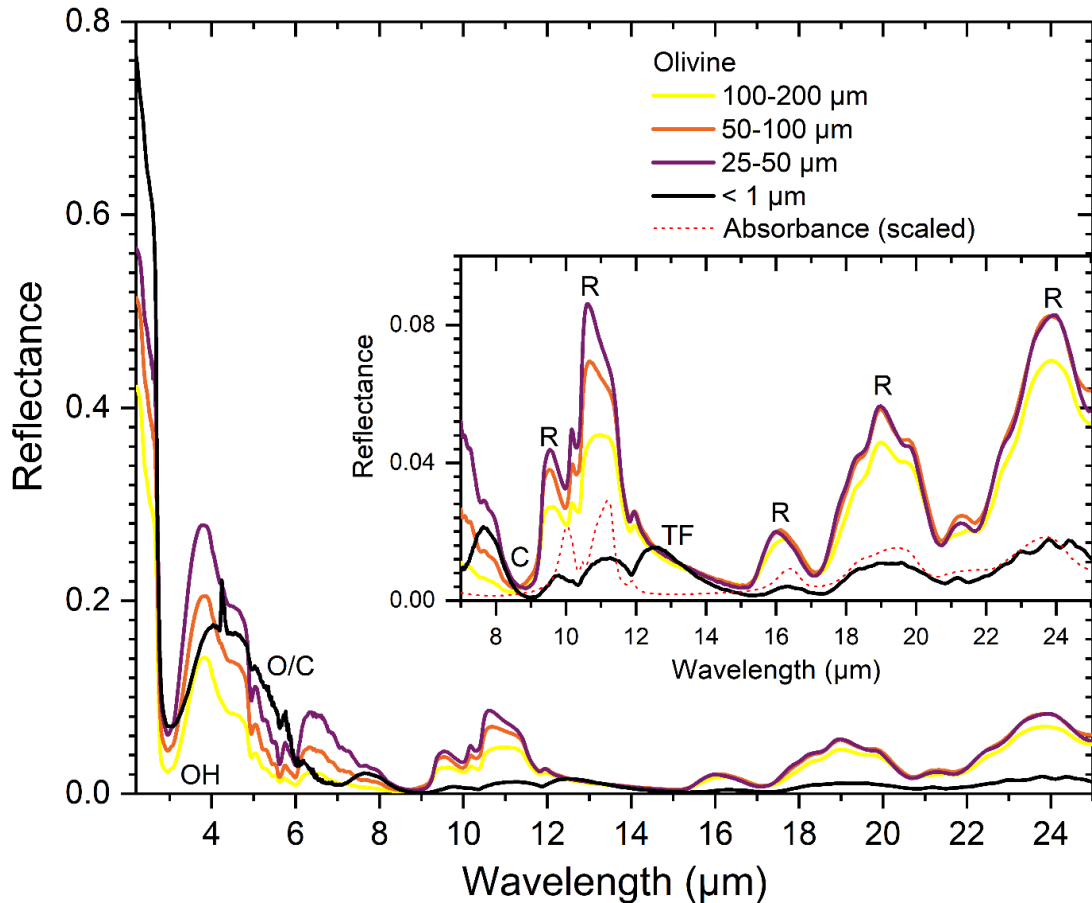 Olivine
100-200 µm
50-100 µm
25-50 µm
< 1 µm
Absorbance (scaled)
Reflectance
0.8
0.6
0.4
0.2
0.0
OH
O/C
4 6 8 10 12 14 16 18 20 22 24
Wavelength (µm)
Reflectance
0.08
0.04
0.00
C
R
R
TF
R
R
R
8 10 12 14 16 18 20 22 24
Wavelength (µm)